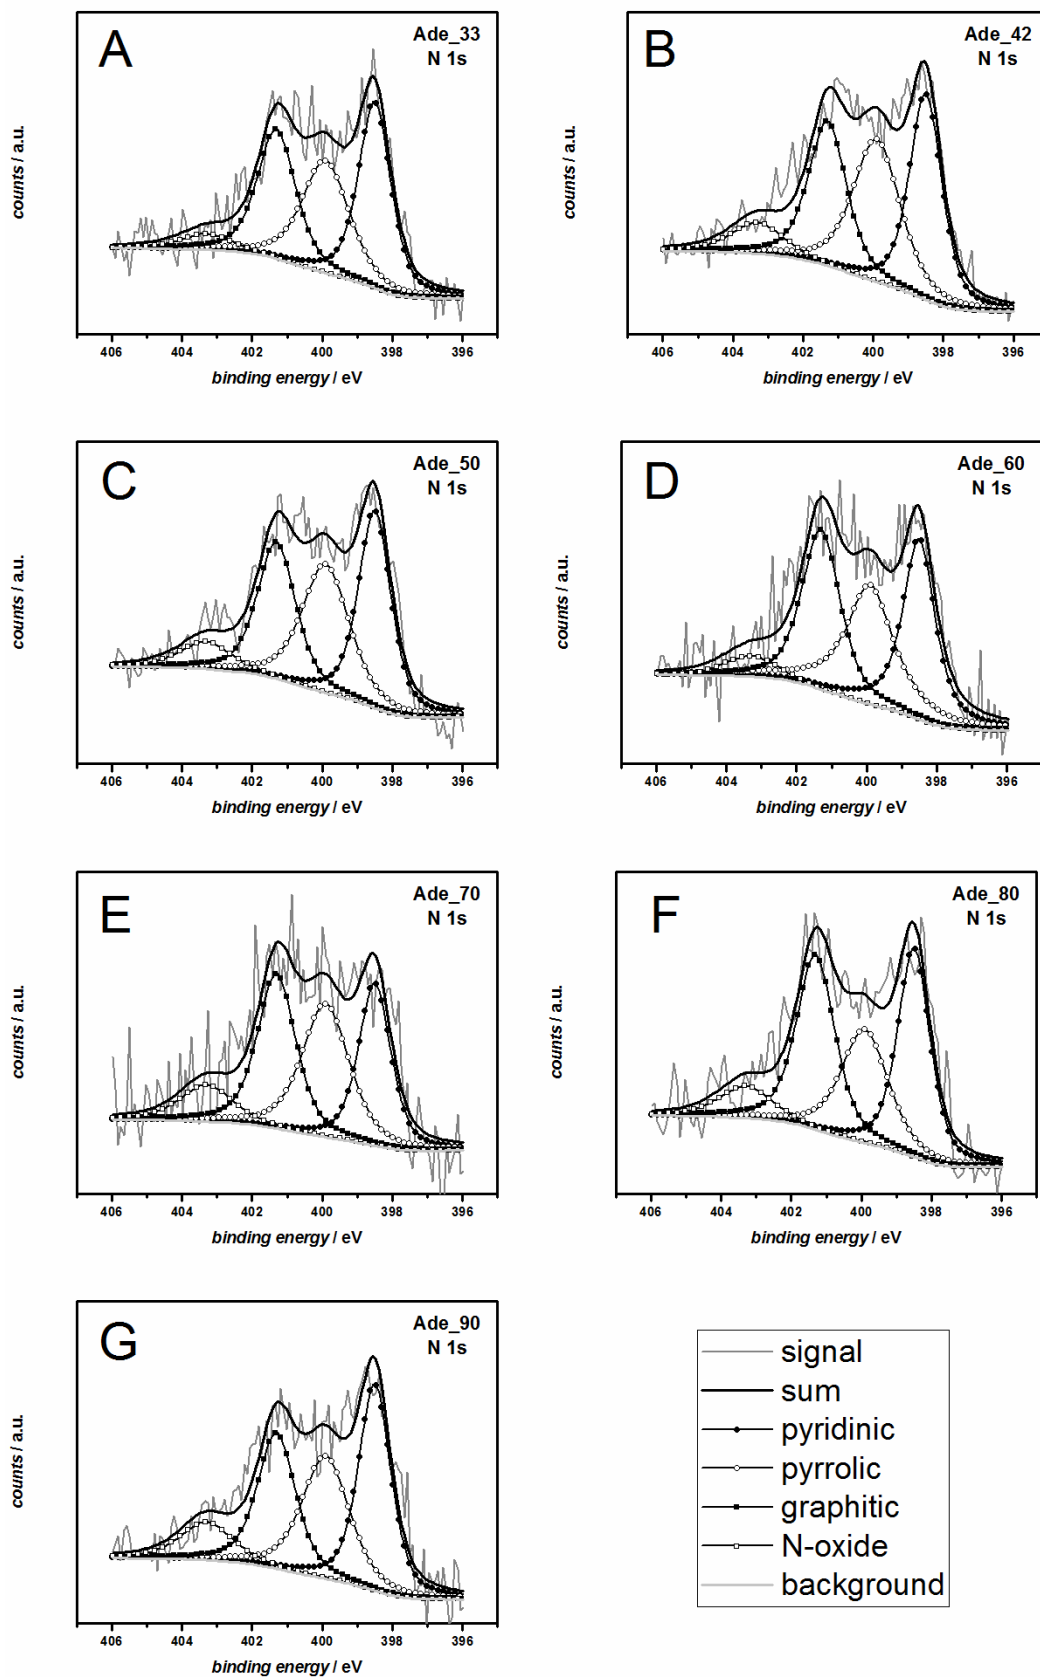 A
Ade_33
N 1s
counts / a.u.
406 404 402 400 398 396
binding energy / eV
B
Ade_42
N 1s
counts / a.u.
406 404 402 400 398 396
binding energy / eV
C
Ade_50
N 1s
counts / a.u.
406 404 402 400 398 396
binding energy / eV
D
Ade_60
N 1s
counts / a.u.
406 404 402 400 398 396
binding energy / eV
E
Ade_70
N 1s
counts / a.u.
406 404 402 400 398 396
binding energy / eV
F
Ade_80
N 1s
counts / a.u.
406 404 402 400 398 396
binding energy / eV
G
Ade_90
N 1s
counts / a.u.
406 404 402 400 398 396
binding energy / eV
signal
sum
pyridinic
pyrrolic
graphitic
N-oxide
background